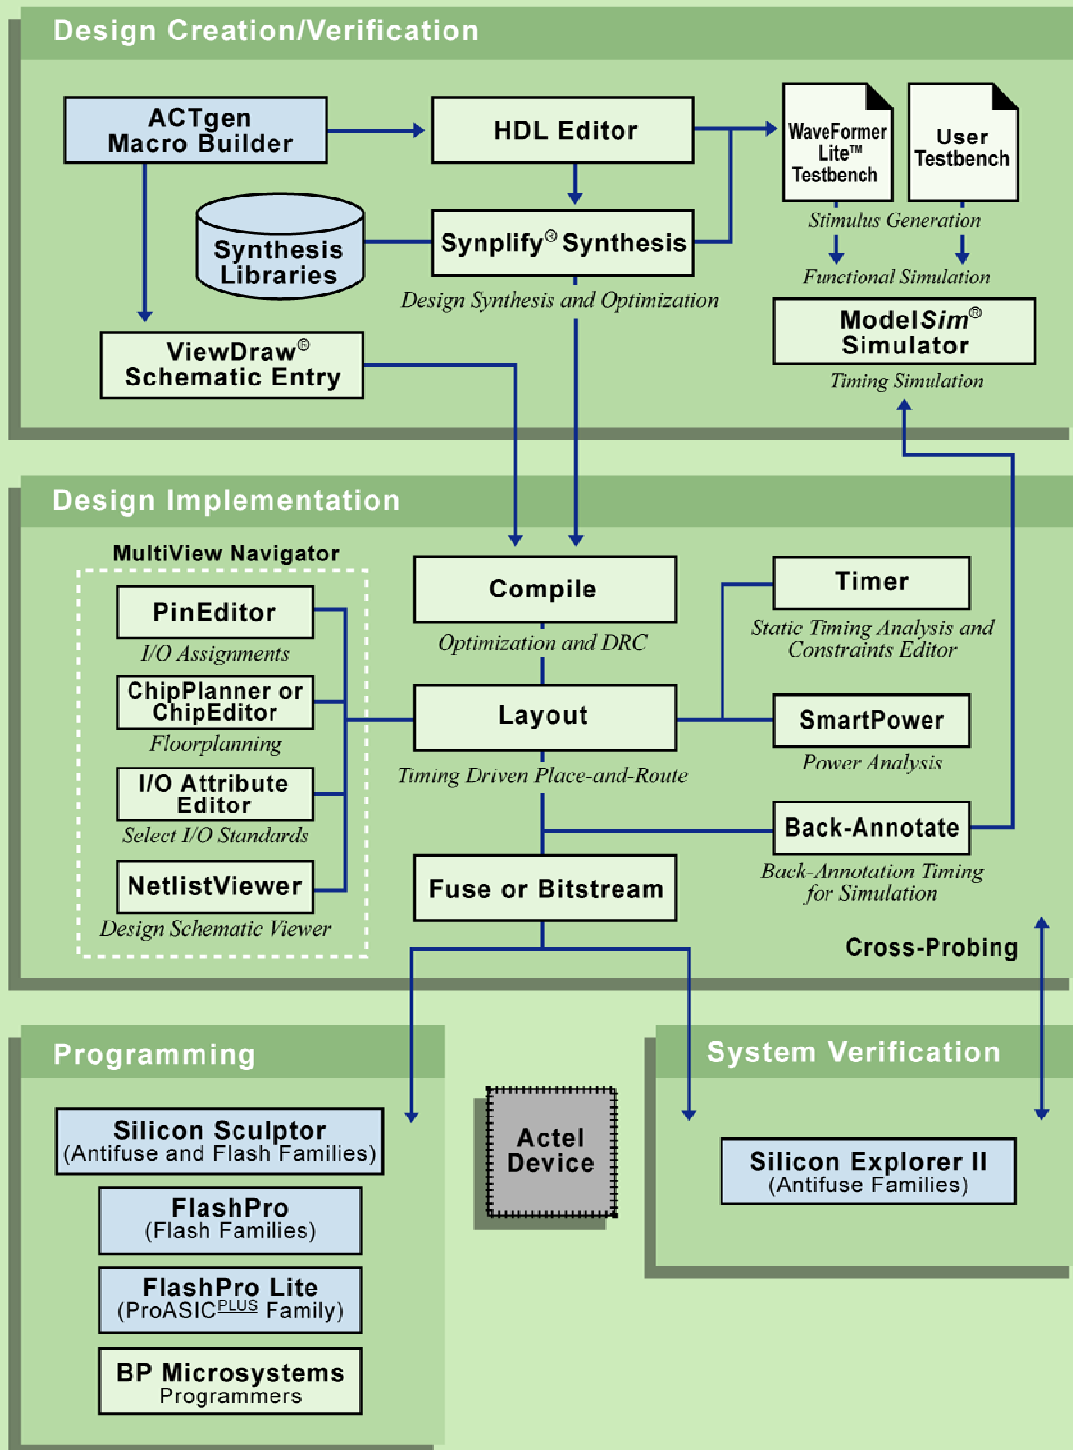 Design Creation/Verification
ACTgen
Macro Builder
HDL Editor
WaveFormer
Lite™
Testbench
User
Testbench
Stimulus Generation
Synthesis
Libraries
Synplify® Synthesis
Design Synthesis and Optimization
Functional Simulation
ModelSim®
Simulator
Timing Simulation
ViewDraw®
Schematic Entry
Design Implementation
MultiView Navigator
PinEditor
I/O Assignments
ChipPlanner or
ChipEditor
Floorplanning
I/O Attribute
Editor
Select I/O Standards
NetlistViewer
Design Schematic Viewer
Compile
Optimization and DRC
Layout
Timing Driven Place-and-Route
Fuse or Bitstream
Timer
Static Timing Analysis and
Constraints Editor
SmartPower
Power Analysis
Back-Annotate
Back-Annotation Timing
for Simulation
Cross-Probing
Programming
Silicon Sculptor
(Antifuse and Flash Families)
FlashPro
(Flash Families)
FlashPro Lite
(ProASICPLUS Family)
BP Microsystems
Programmers
Actel
Device
System Verification
Silicon Explorer II
(Antifuse Families)